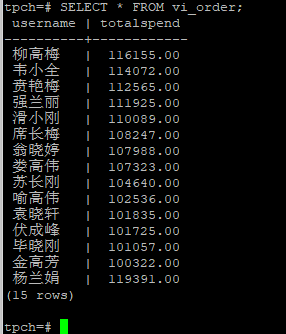 tpch=# SELECT * FROM vi_order;
 username | totalspend
----------+------------
 柳高梅 | 116155.00
 韦小全 | 114072.00
 贲艳梅 | 112565.00
 强兰丽 | 111925.00
 滑小刚 | 110089.00
 席长梅 | 108247.00
 翁晓婷 | 107988.00
 娄高伟 | 107323.00
 苏长刚 | 104640.00
 喻高伟 | 102536.00
 袁晓轩 | 101835.00
 伏成峰 | 101725.00
 毕晓刚 | 101057.00
 金高芳 | 100322.00
 杨兰娟 | 119391.00
(15 rows)
tpch=#